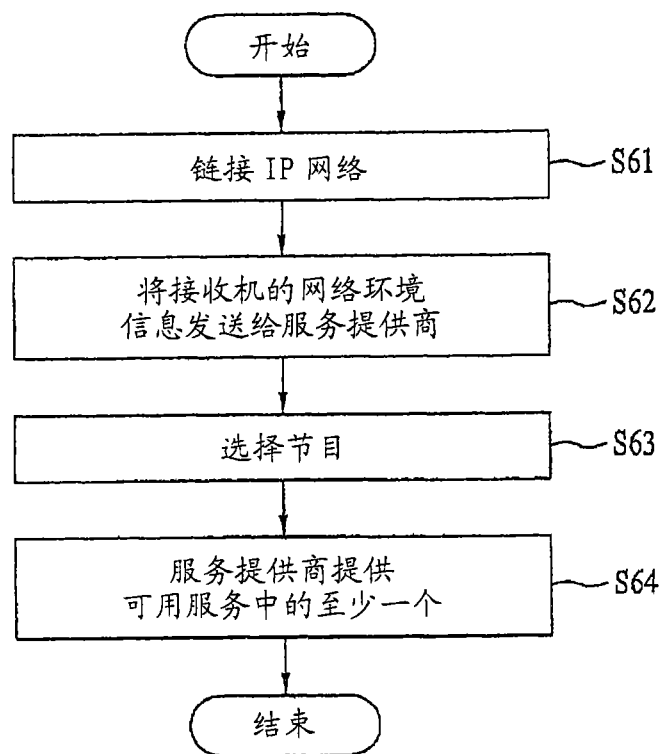 开始
链接 IP 网络
S61
将接收机的网络环境
信息发送给服务提供商
S62
选择节目
S63
服务提供商提供
可用服务中的至少一个
S64
结束